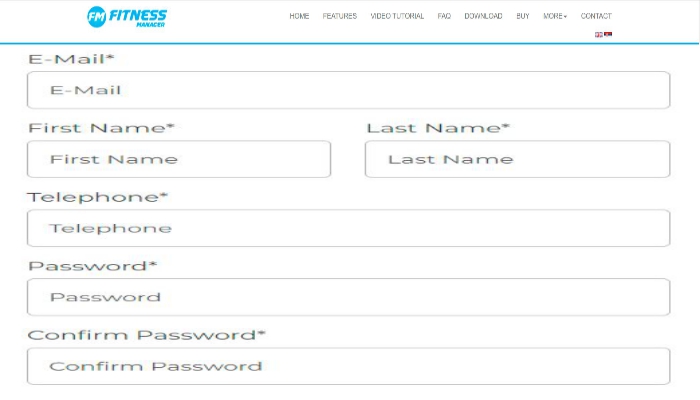 FM FITNESS MANAGER
HOME FEATURES VIDEO TUTORIAL FAQ DOWNLOAD BUY MORE CONTACT
E-Mail*
E-Mail
First Name* Last Name*
First Name Last Name
Telephone*
Telephone
Password*
Password
Confirm Password*
Confirm Password